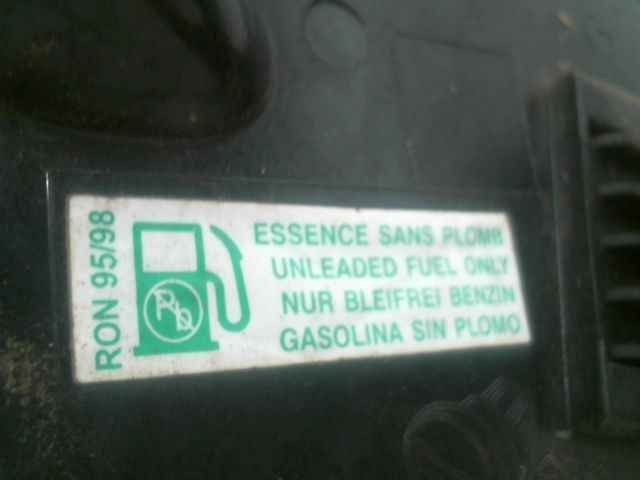 RON 95/98
Pb
ESSENCE SANS PLOMB
UNLEADED FUEL ONLY
NUR BLEIFREI BENZIN
GASOLINA SIN PLOMO